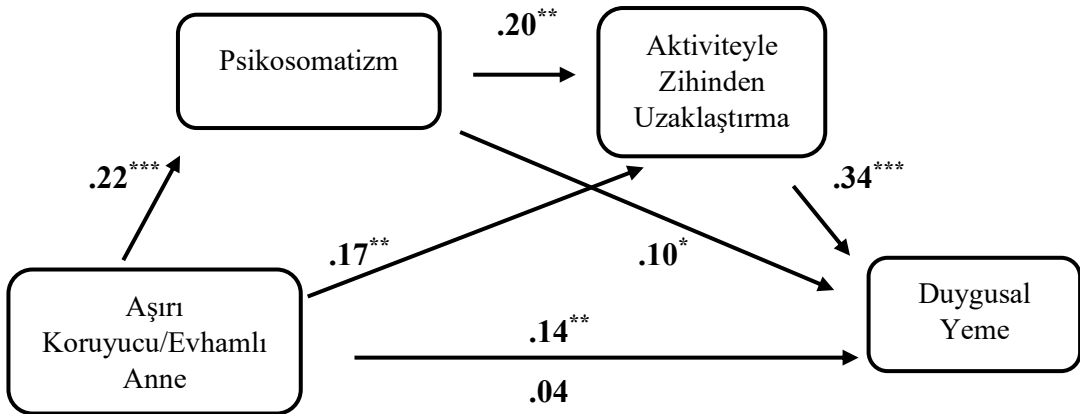 .20**
Psikosomatizm
Aktiviteyle
Zihinden
Uzaklaştırma
.22***
.34***
.17**
.10*
Aşırı
Koruyucu/Evhamlı
Anne
Duygusal
Yeme
.14**
.04